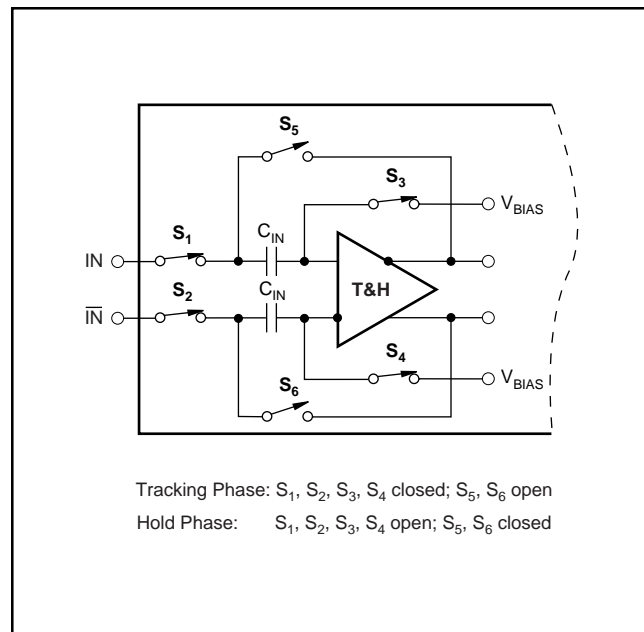 S5
S3
VBIAS
S1
CIN
IN
T&H
S2
CIN
IN
S4
VBIAS
S6
Tracking Phase: S1, S2, S3, S4 closed; S5, S6 open
Hold Phase: S1, S2, S3, S4 open; S5, S6 closed